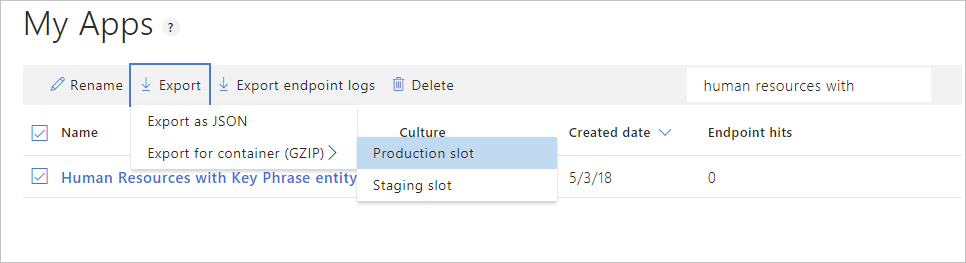 My Apps ?
Rename Export Export endpoint logs Delete human resources with
Export as JSON
Name Culture Created date Endpoint hits
Export for container (GZIP) Production slot
Human Resources with Key Phrase entity 5/3/18 0
Staging slot